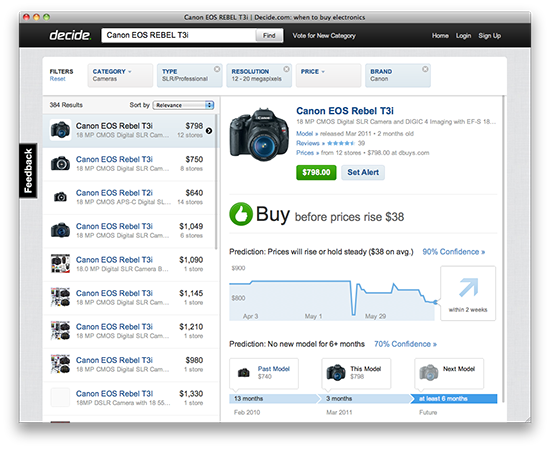 Canon EOS REBEL T3i | Decide.com: when to buy electronics
decide.
Canon EOS REBEL T3i
Find
Vote for New Category
Home
Login
Sign Up
FILTERS
Reset
CATEGORY
Cameras
TYPE
SLR/Professional
RESOLUTION
12 - 20 megapixels
PRICE
BRAND
Canon
384 Results
Sort by
Relevance
Canon EOS Rebel T3i $798
18 MP CMOS Digital SLR Cam... 12 stores
Canon EOS Rebel T3i $750
18 MP CMOS Digital SLR Cam... 8 stores
Canon EOS Rebel T2i $640
18 MP CMOS APS-C Digital SL... 14 stores
Canon EOS Rebel T3i $1,049
18 MP CMOS Digital SLR Cam... 6 stores
Canon EOS Rebel T3i $1,090
18.0 MP Digital SLR Camera B... 1 store
Canon EOS Rebel T3i $1,145
18 MP CMOS Digital SLR Cam... 1 store
Canon EOS Rebel T3i $1,210
18 MP CMOS Digital SLR Cam... 1 store
Canon EOS Rebel T3i $980
18 MP CMOS Digital SLR Cam... 1 store
Canon EOS Rebel T3I $1,330
18MP DSLR Camera with 18 55... 1 store
Feedback
Canon EOS Rebel T3i
18 MP CMOS Digital SLR Camera and DIGIC 4 Imaging with EF-S 18...
Model » released March 2011 • 2 months old
Reviews » 39
Prices » from 12 stores • $798.00 at dbuys.com
$798.00
Set Alert
Buy before prices rise $38
Prediction: Prices will rise or hold steady ($38 on avg.) 90% Confidence »
$900
$800
Apr 3
May 1
May 29
within 2 weeks
Prediction: No new model for 6+ months 70% Confidence »
Past Model
$740
This Model
$798
Next Model
13 months
3 months
at least 6 months
Feb 2010
Mar 2011
Future